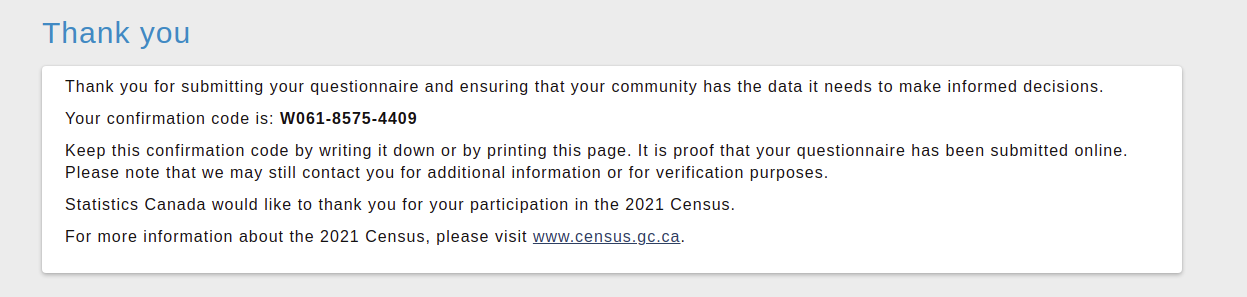 Thank you
Thank you for submitting your questionnaire and ensuring that your community has the data it needs to make informed decisions.
Your confirmation code is: W061-8575-4409
Keep this confirmation code by writing it down or by printing this page. It is proof that your questionnaire has been submitted online.
Please note that we may still contact you for additional information or for verification purposes.
Statistics Canada would like to thank you for your participation in the 2021 Census.
For more information about the 2021 Census, please visit www.census.gc.ca.